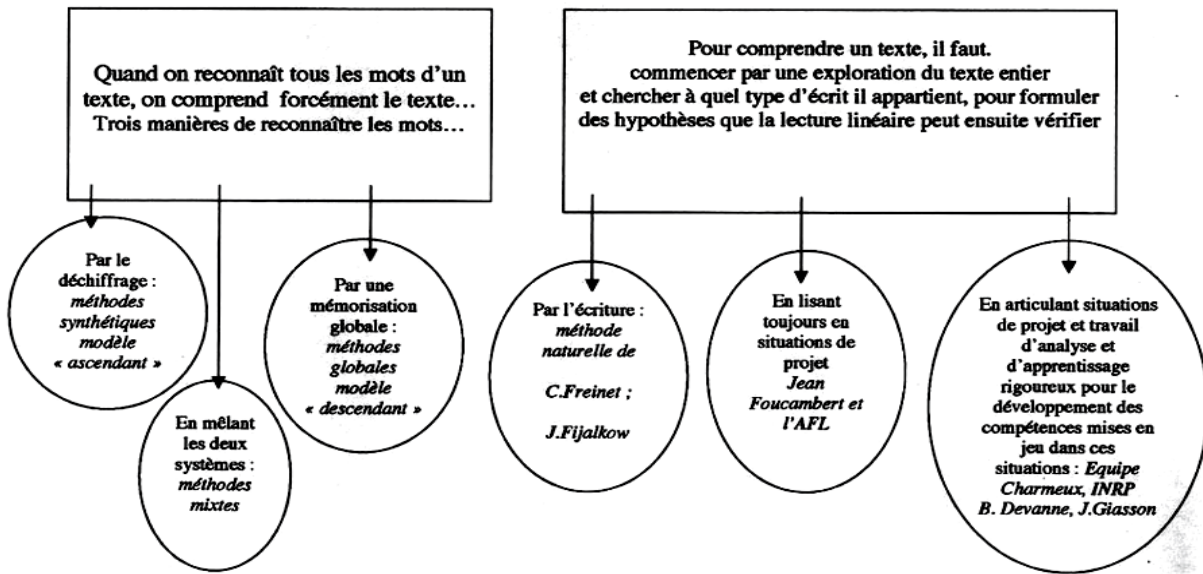 Quand on reconnaît tous les mots d'un
texte, on comprend forcément le texte…
Trois manières de reconnaître les mots…
Pour comprendre un texte, il faut.
commencer par une exploration du texte entier
et chercher à quel type d'écrit il appartient, pour formuler
des hypothèses que la lecture linéaire peut ensuite vérifier
Par le
déchiffrage :
méthodes
synthétiques
modèle
« ascendant »
En mêlant
les deux
systèmes :
méthodes
mixtes
Par une
mémorisation
globale :
méthodes
globales
modèle
« descendant »
Par l'écriture :
méthode
naturelle de
C.Freinet ;
J.Fijalkow
En lisant
toujours en
situations de
projet
Jean
Foucambert et
l'AFL
En articulant situations
de projet et travail
d'analyse et
d'apprentissage
rigoureux pour le
développement des
compétences mises en
jeu dans ces
situations : Equipe
Charmeux, INRP
B. Devanne, J.Giasson